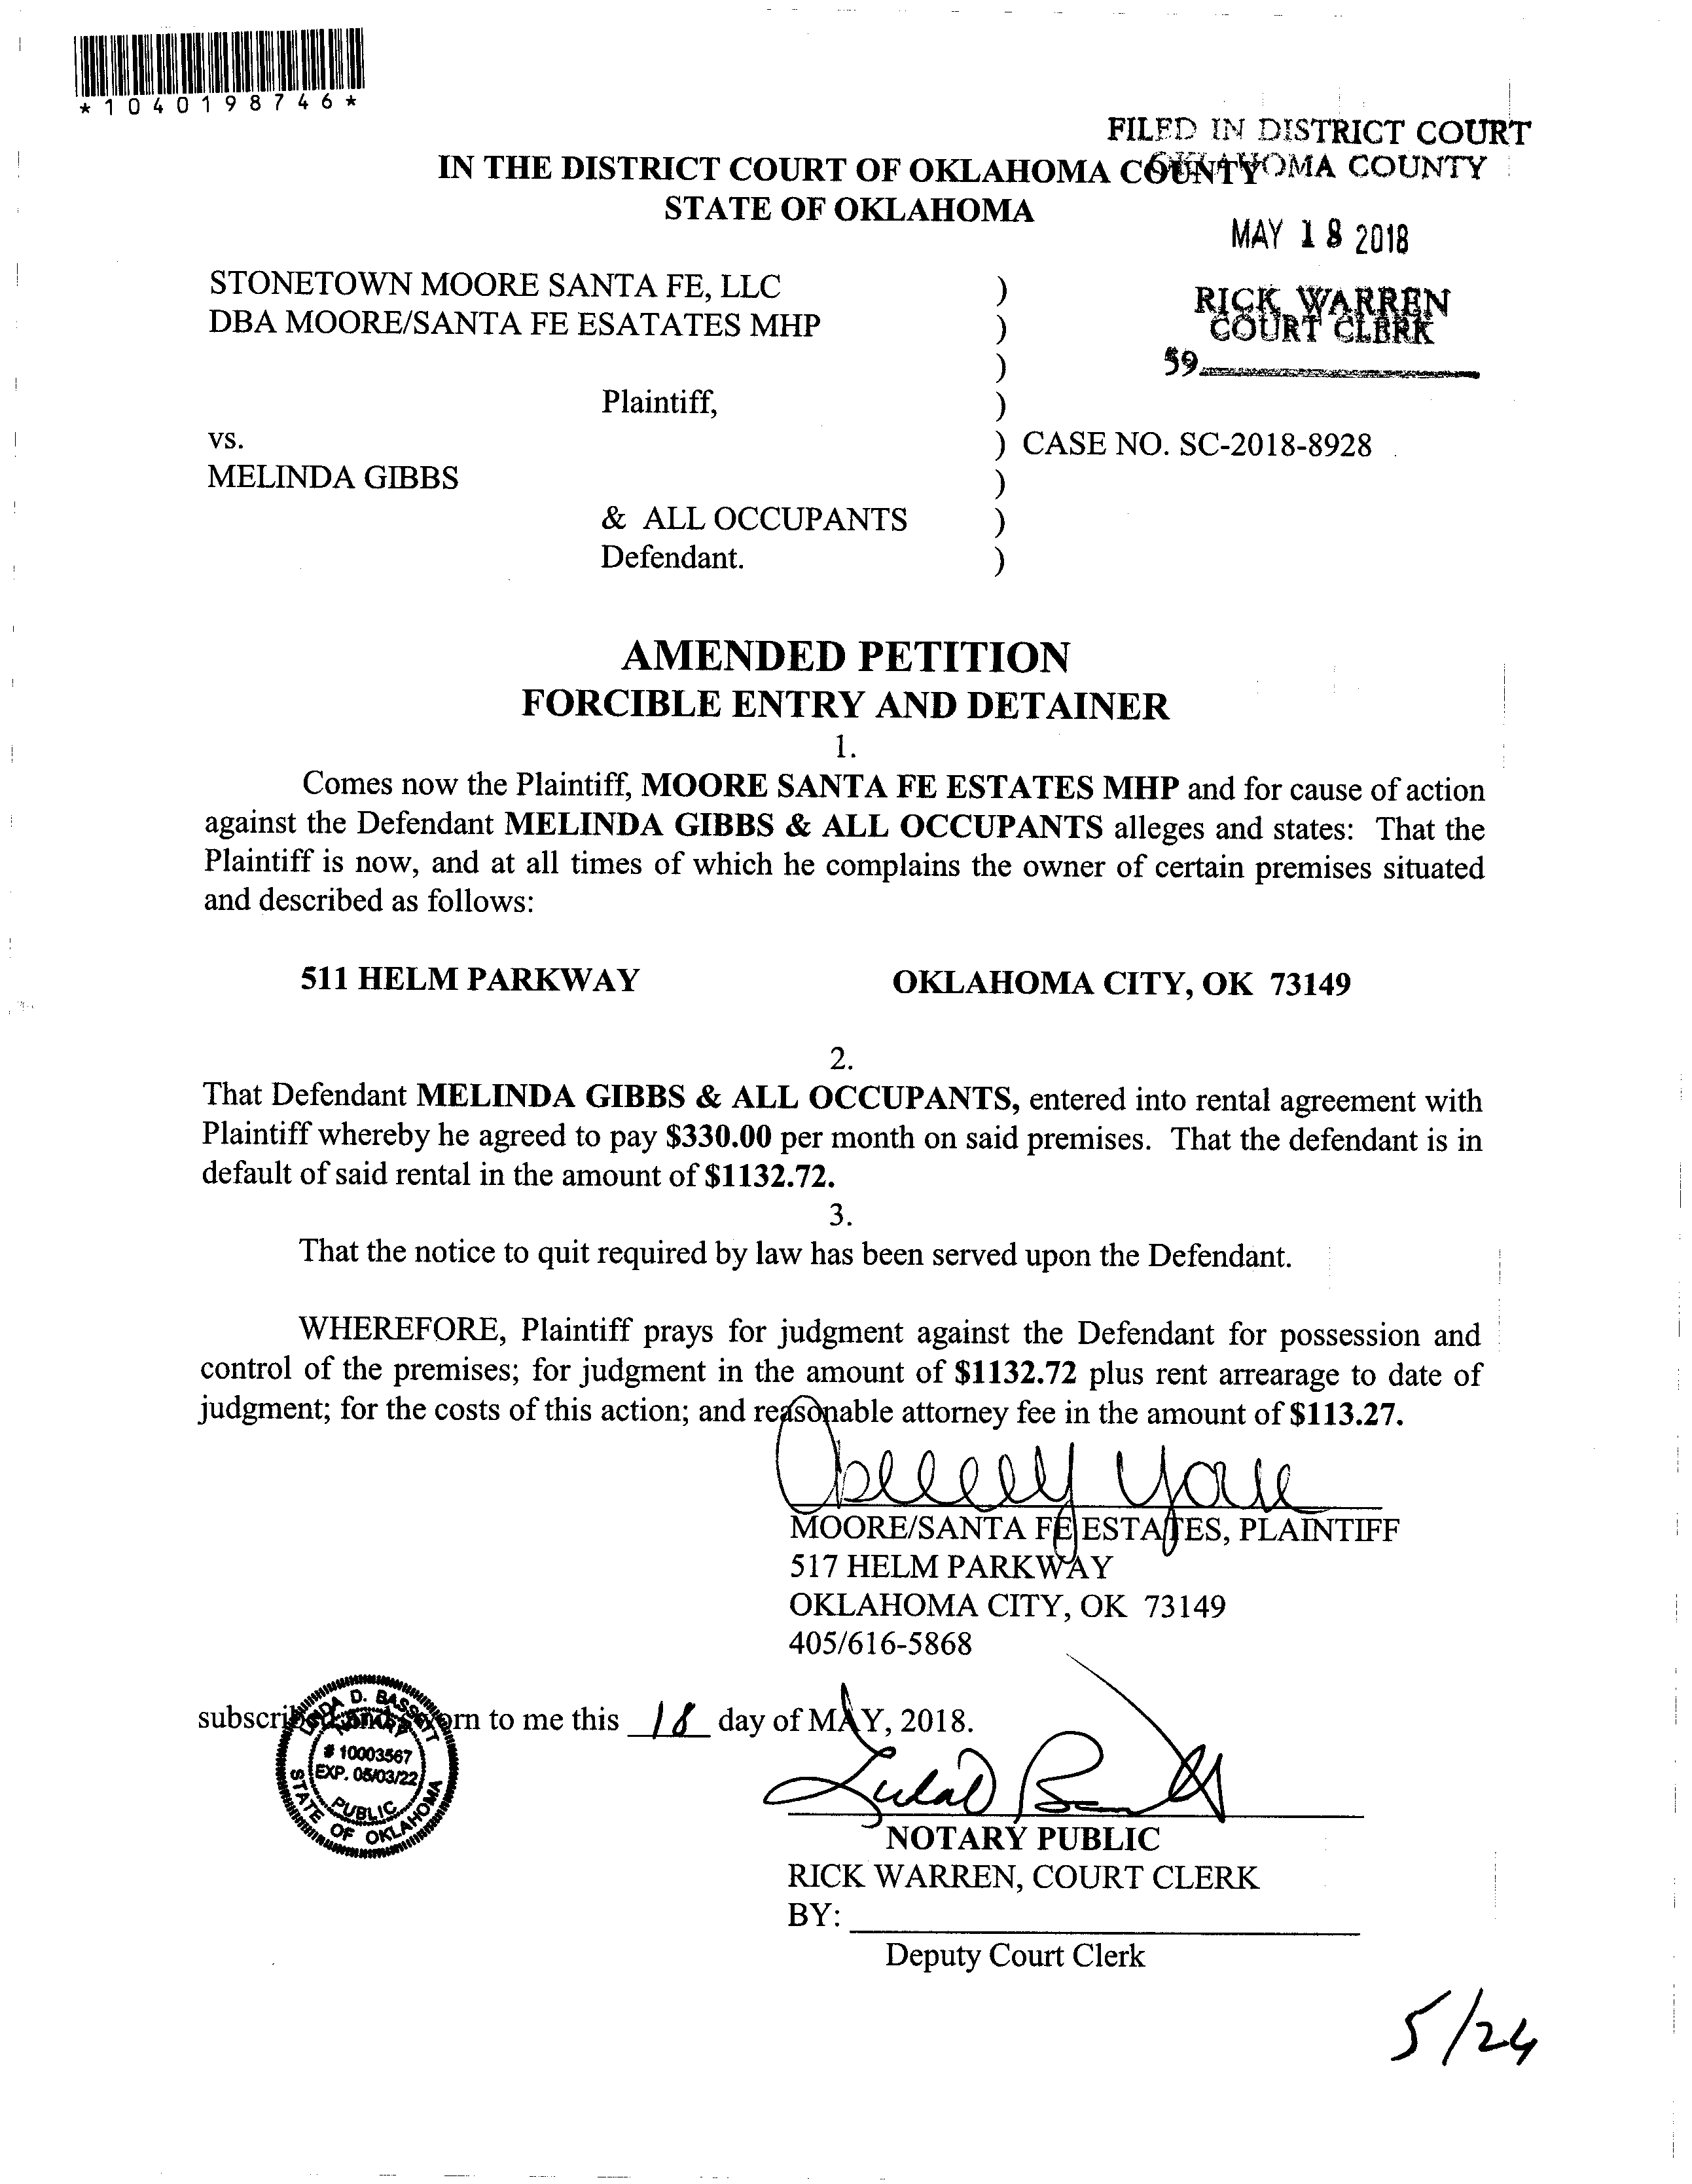 *1040198746*
FILED IN DISTRICT COURT
OKLAHOMA COUNTY
IN THE DISTRICT COURT OF OKLAHOMA COUNTY
STATE OF OKLAHOMA
MAY 18 2018
STONETOWN MOORE SANTA FE, LLC )
DBA MOORE/SANTA FE ESATATES MHP )
)
RICK WARREN
COURT CLERK
59
Plaintiff, )
vs. ) CASE NO. SC-2018-8928
MELINDA GIBBS )
& ALL OCCUPANTS )
Defendant. )
AMENDED PETITION
FORCIBLE ENTRY AND DETAINER
1.
Comes now the Plaintiff, MOORE SANTA FE ESTATES MHP and for cause of action
against the Defendant MELINDA GIBBS & ALL OCCUPANTS alleges and states: That the
Plaintiff is now, and at all times of which he complains the owner of certain premises situated
and described as follows:
511 HELM PARKWAY OKLAHOMA CITY, OK 73149
2.
That Defendant MELINDA GIBBS & ALL OCCUPANTS, entered into rental agreement with
Plaintiff whereby he agreed to pay $330.00 per month on said premises. That the defendant is in
default of said rental in the amount of $1132.72.
3.
That the notice to quit required by law has been served upon the Defendant.
WHEREFORE, Plaintiff prays for judgment against the Defendant for possession and
control of the premises; for judgment in the amount of $1132.72 plus rent arrearage to date of
judgment; for the costs of this action; and reasonable attorney fee in the amount of $113.27.
MOORE/SANTA FE ESTATES, PLAINTIFF
517 HELM PARKWAY
OKLAHOMA CITY, OK 73149
405/616-5868
subscribed and sworn to me this 18 day of MAY, 2018.
LINDA D. BASSETT
NOTARY
# 10003567
EXP. 05/03/22
PUBLIC
STATE OF OKLAHOMA
NOTARY PUBLIC
RICK WARREN, COURT CLERK
BY:
Deputy Court Clerk
5/24